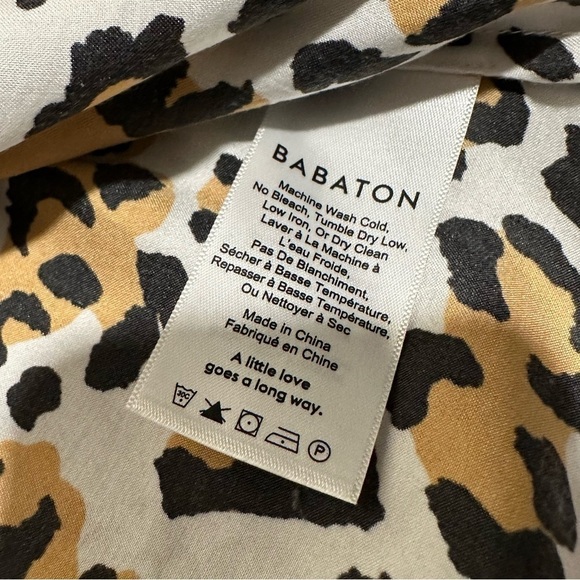 BABATON
Machine Wash Cold,
No Bleach, Tumble Dry Low,
Low Iron, Or Dry Clean
Laver à La Machine à
L'eau Froide,
Pas De Blanchiment,
Sécher à Basse Température,
Repasser à Basse Température,
Ou Nettoyer à Sec
Made in China
Fabriqué en Chine
A little love
goes a long way.
30C P